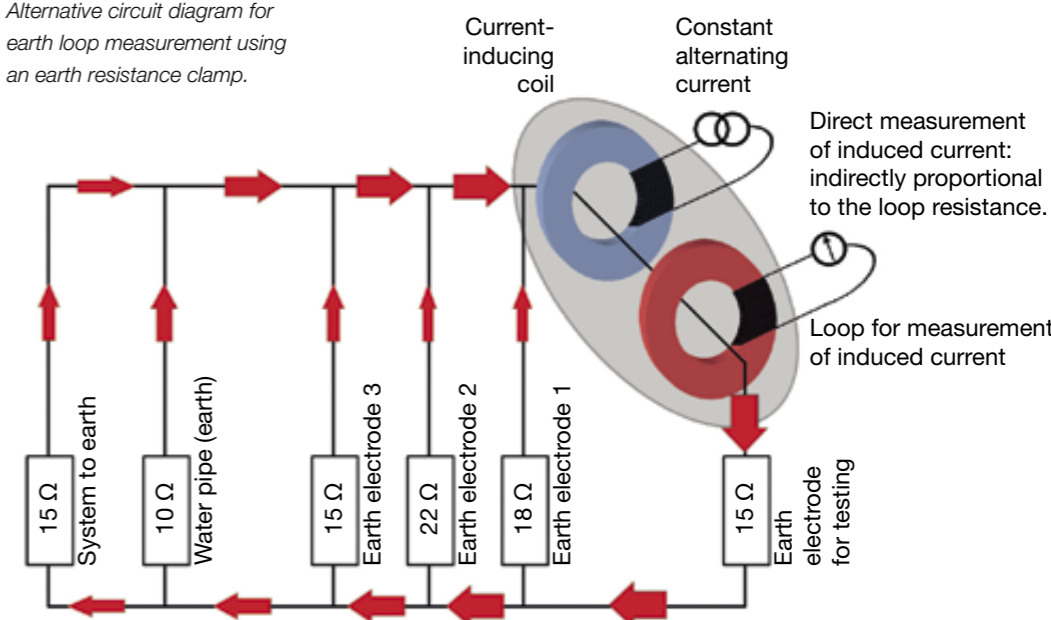 Alternative circuit diagram for
earth loop measurement using
an earth resistance clamp.
Current-
inducing
coil
Constant
alternating
current
Direct measurement
of induced current:
indirectly proportional
to the loop resistance.
Loop for measurement
of induced current
15 Ω
System to earth
10 Ω
Water pipe (earth)
15 Ω
Earth electrode 3
22 Ω
Earth electrode 2
18 Ω
Earth electrode 1
15 Ω
Earth
electrode
for testing